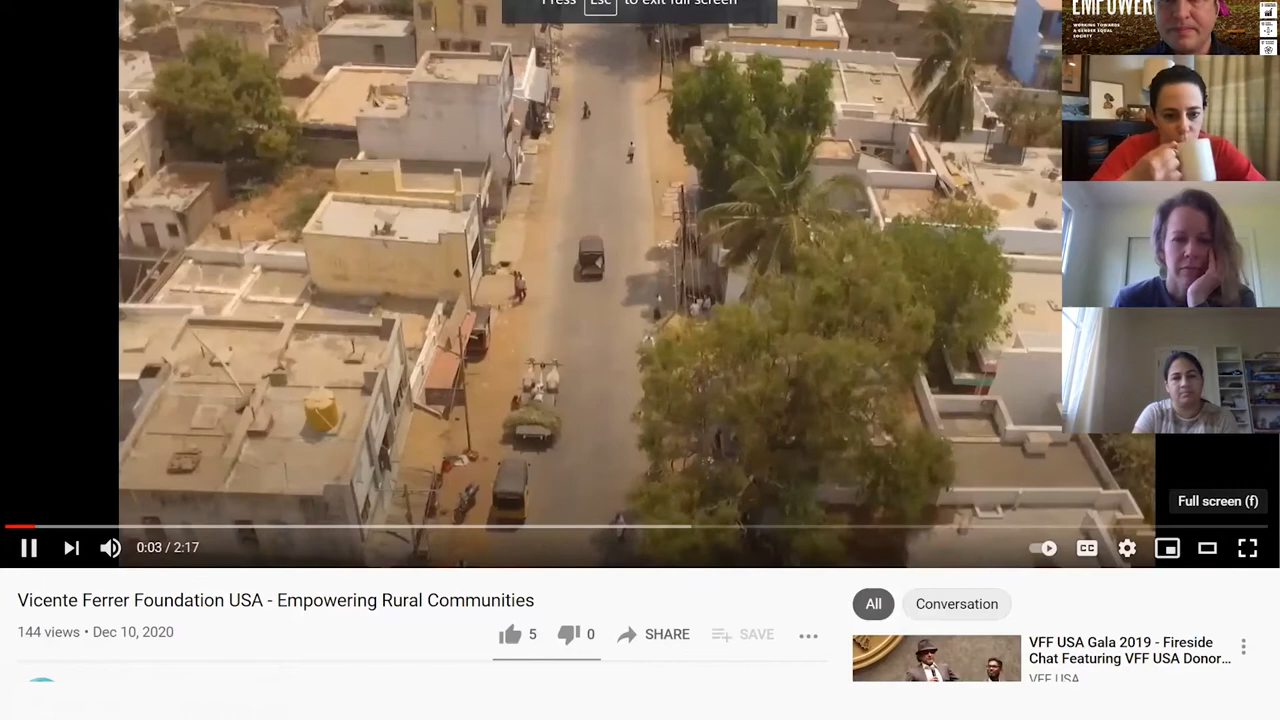 Press Esc to exit full screen
EMPOWER
WORKING TOWARDS
A GENDER EQUAL
SOCIETY
Full screen (f)
0:03 / 2:17
CC
Vicente Ferrer Foundation USA - Empowering Rural Communities
144 views • Dec 10, 2020
5
0
SHARE
SAVE
All
Conversation
VFF USA Gala 2019 - Fireside
Chat Featuring VFF USA Donor...
VFF USA